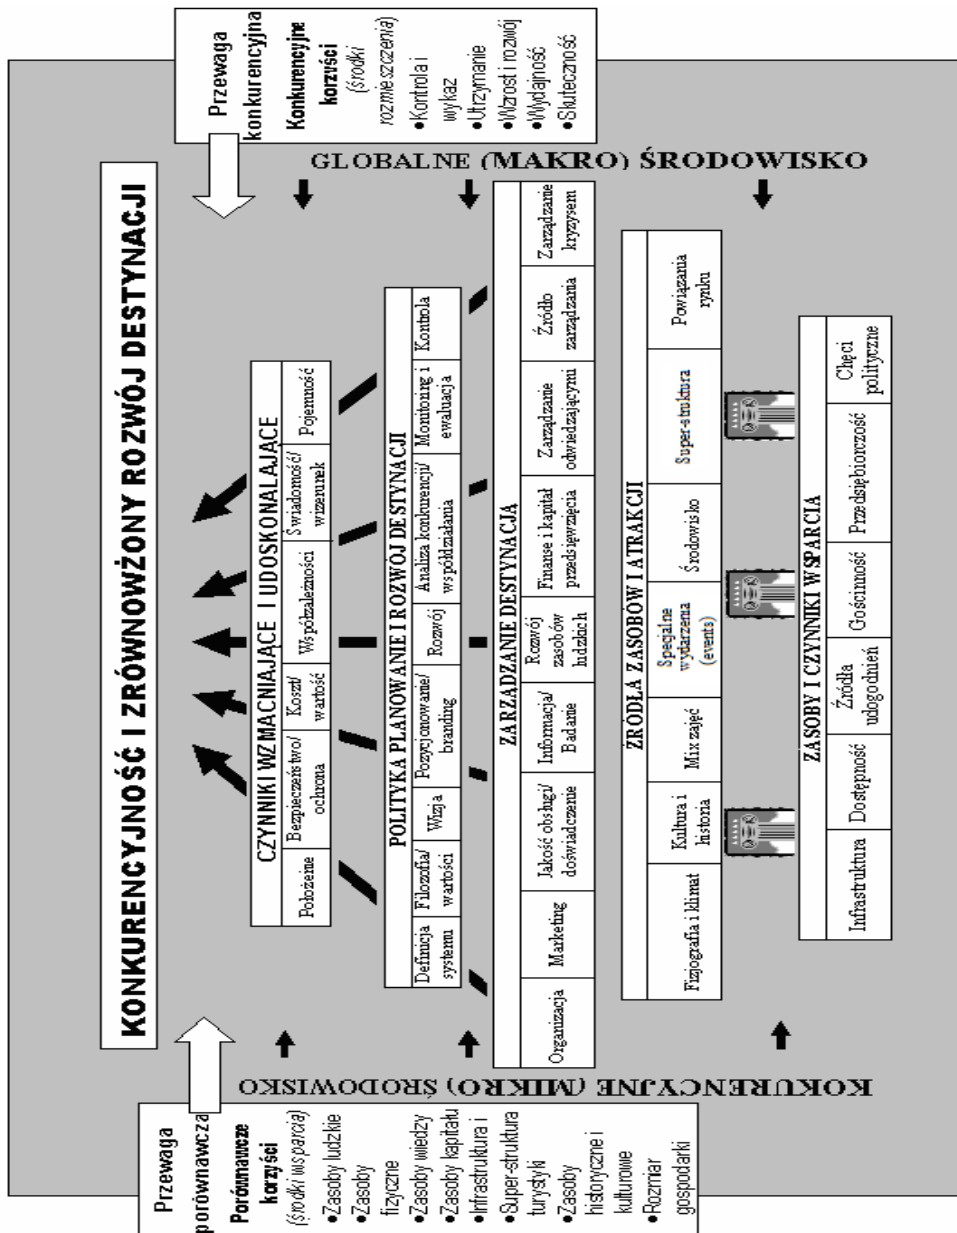 KONKURENCYJNOŚĆ I ZRÓWNOWŻONY ROZWÓJ DESTYNACJI
Przewaga
porównawcza
Porównawcze
korzyści
(środki wsparcia)
•Zasoby ludzkie
•Zasoby
fizyczne
•Zasoby wiedzy
•Zasoby kapitału
•Infrastruktura i
•Super-struktura
turystyki
•Zasoby
historyczne i
kulturowe
•Rozmiar
gospodarki
KOKURENCYJNE (MIKRO) ŚRODOWISKO
CZYNNIKI WZMACNIAJĄCE I UDOSKONALAJĄCE
Położenie
Bezpieczeństwo/
ochrona
Koszt/
wartość
Współzależności
Świadomość/
wizerunek
Pojemność
POLITYKA PLANOWANIE I ROZWÓJ DESTYNACJI
Definicja
systemu
Filozofia/
wartości
Wizja
Pozycjonowanie/
branding
Rozwój
Analiza konkurencji/
współdziałania
Monitoring i
ewaluacja
Kontrola
ZARZĄDZANIE DESTYNACJĄ
Organizacja
Marketing
Jakość obsługi/
doświadczenie
Informacja/
Badanie
Rozwój
zasobów
ludzkich
Finanse i kapitał
przedsięwzięcia
Zarządzanie
odwiedzającymi
Źródło
zarządzania
Zarządzanie
kryzysem
ŹRÓDŁA ZASOBÓW I ATRAKCJI
Fizjografia i klimat
Kultura i
historia
Mix zajęć
Specjalne
wydarzenia
(events)
Środowisko
Super-struktura
Powiązania
rynku
ZASOBY I CZYNNIKI WSPARCIA
Infrastruktura
Dostępność
Źródła
udogodnień
Gościnność
Przedsiębiorczość
Chęci
polityczne
GLOBALNE (MAKRO) ŚRODOWISKO
Przewaga
konkurencyjna
Konkurencyjne
korzyści
(środki
rozmieszczenia)
•Kontrola i
wykaz
•Utrzymanie
•Wzrost i rozwój
•Wydajność
•Skuteczność